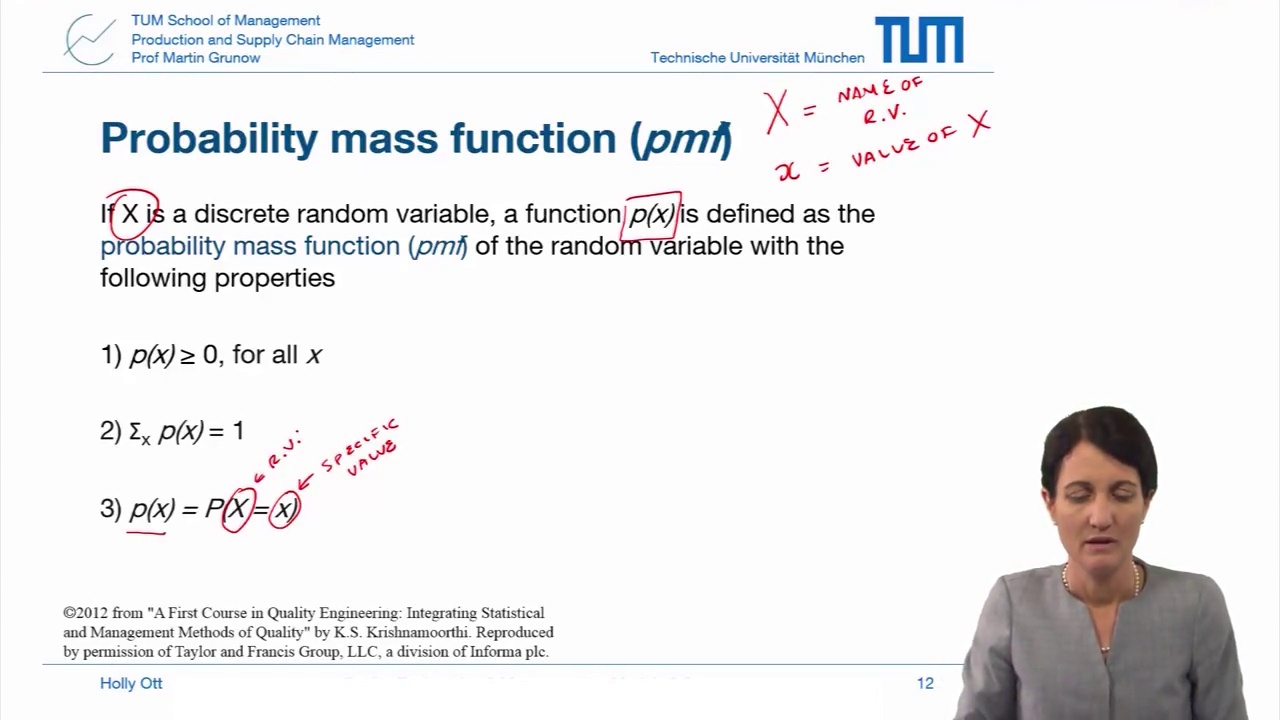 TUM School of Management
Production and Supply Chain Management
Prof Martin Grunow
Technische Universität München
TUM
X = NAME OF
R.V.
x = VALUE OF X
Probability mass function (pmf)
If X is a discrete random variable, a function p(x) is defined as the
probability mass function (pmf) of the random variable with the
following properties
1) p(x) ≥ 0, for all x
2) Σx p(x) = 1
R.V.
SPECIFIC
VALUE
3) p(x) = P(X = x)
©2012 from "A First Course in Quality Engineering: Integrating Statistical
and Management Methods of Quality" by K.S. Krishnamoorthi. Reproduced
by permission of Taylor and Francis Group, LLC, a division of Informa plc.
Holly Ott
12